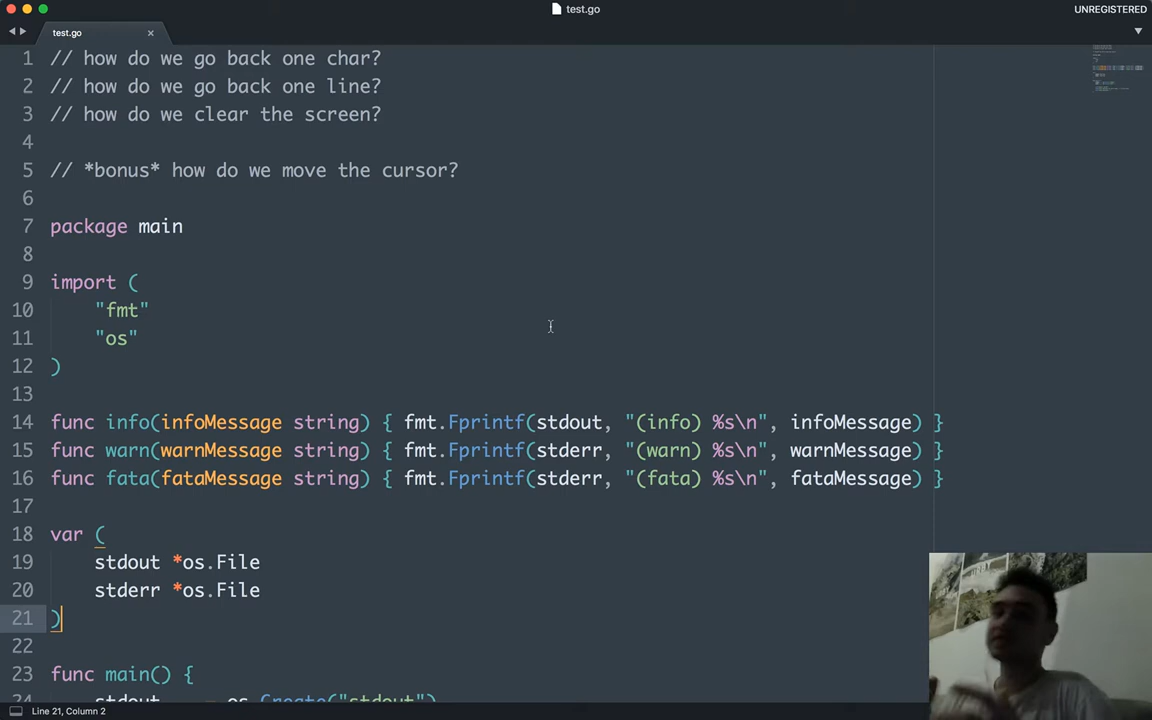 test.go
UNREGISTERED
test.go
1 // how do we go back one char?
2 // how do we go back one line?
3 // how do we clear the screen?
4
5 // *bonus* how do we move the cursor?
6
7 package main
8
9 import (
10 "fmt"
11 "os"
12 )
13
14 func info(infoMessage string) { fmt.Fprintf(stdout, "(info) %s\n", infoMessage) }
15 func warn(warnMessage string) { fmt.Fprintf(stderr, "(warn) %s\n", warnMessage) }
16 func fata(fataMessage string) { fmt.Fprintf(stderr, "(fata) %s\n", fataMessage) }
17
18 var (
19 stdout *os.File
20 stderr *os.File
21 )
22
23 func main() {
24 stdout, _ = os.Create("stdout")
Line 21, Column 2